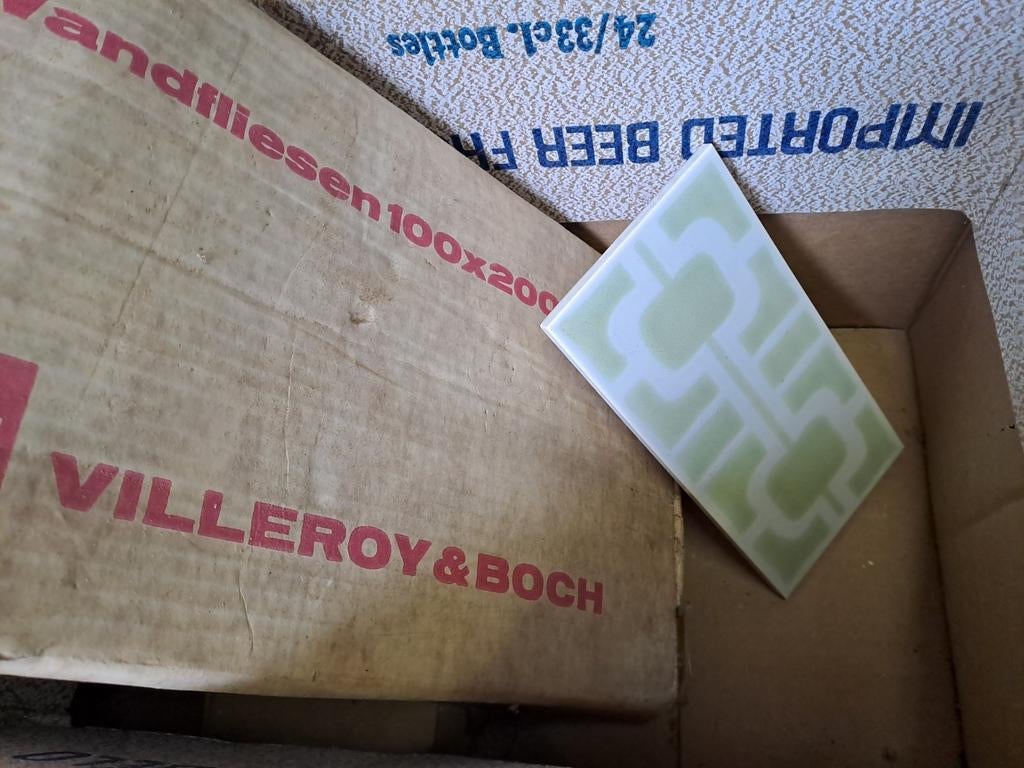 24/33cl. Bottles
IMPORTED BEER
andfliesen 100x200
VILLEROY & BOCH